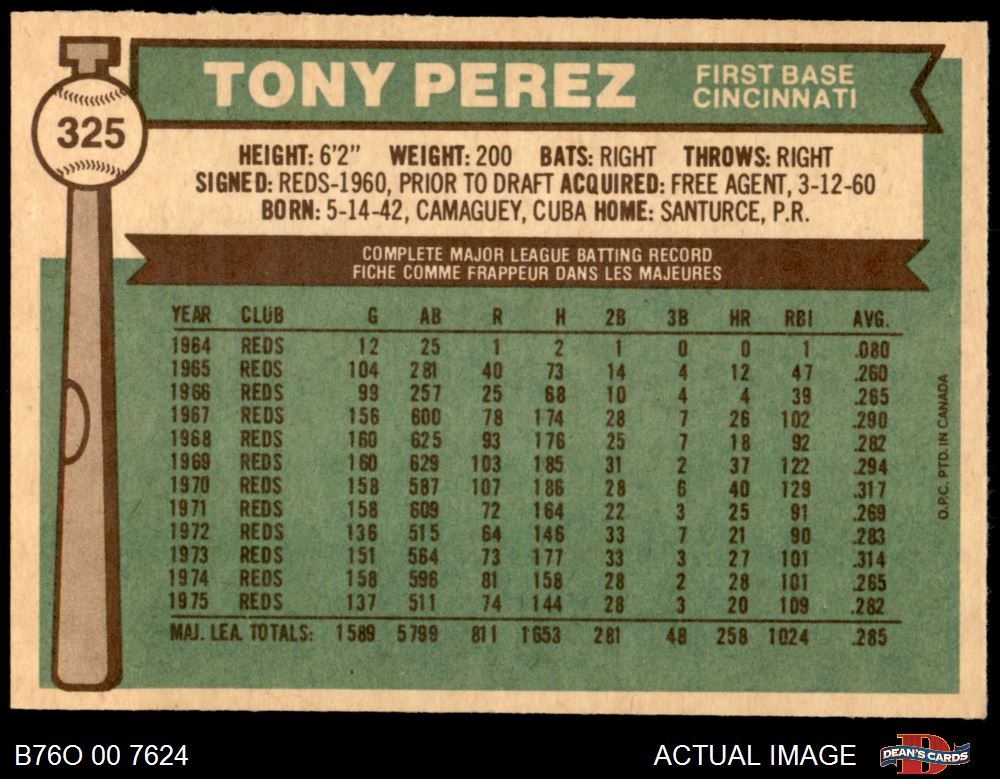 TONY PEREZ
FIRST BASE
CINCINNATI
325
HEIGHT: 6'2" WEIGHT: 200 BATS: RIGHT THROWS: RIGHT
SIGNED: REDS-1960, PRIOR TO DRAFT ACQUIRED: FREE AGENT, 3-12-60
BORN: 5-14-42, CAMAGUEY, CUBA HOME: SANTURCE, P.R.
COMPLETE MAJOR LEAGUE BATTING RECORD
FICHE COMME FRAPPEUR DANS LES MAJEURES
YEAR CLUB G AB R H 2B 3B HR RBI AVG.
1964 REDS 12 25 1 2 1 0 0 1 .080
1965 REDS 104 281 40 73 14 4 12 47 .260
1966 REDS 99 257 25 68 10 4 4 39 .265
1967 REDS 156 600 78 174 28 7 26 102 .290
1968 REDS 160 625 93 176 25 7 18 92 .282
1969 REDS 160 629 103 185 31 2 37 122 .294
1970 REDS 158 587 107 186 28 6 40 129 .317
1971 REDS 158 609 72 164 22 3 25 91 .269
1972 REDS 136 515 64 146 33 7 21 90 .283
1973 REDS 151 564 73 177 33 3 27 101 .314
1974 REDS 158 596 81 158 28 2 28 101 .265
1975 REDS 137 511 74 144 28 3 20 109 .282
MAJ. LEA. TOTALS: 1589 5799 811 1653 281 48 258 1024 .285
O.P.C. PTD. IN CANADA
B76O 00 7624
ACTUAL IMAGE
D
DEAN'S CARDS